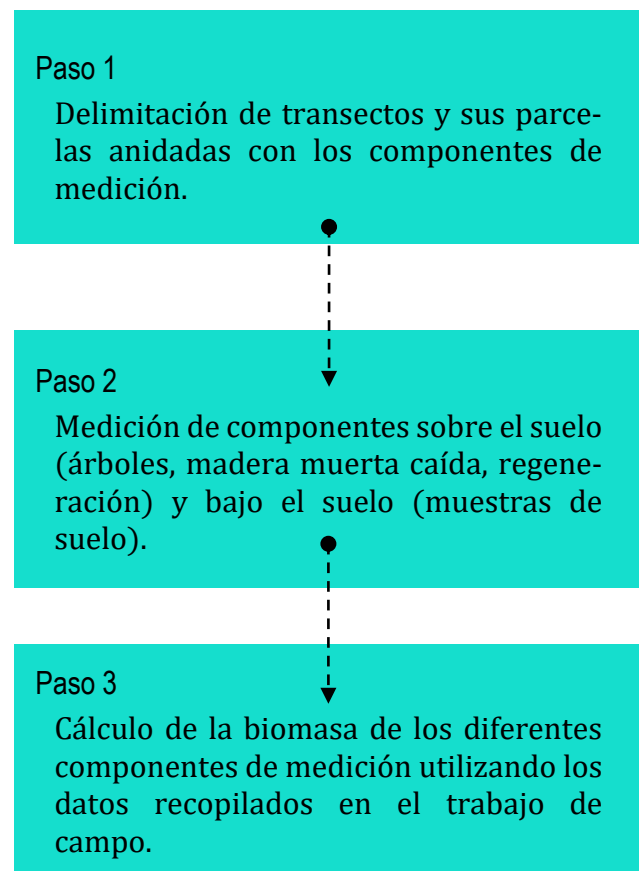 Paso 1
Delimitación de transectos y sus parce-
las anidadas con los componentes de
medición.
Paso 2
Medición de componentes sobre el suelo
(árboles, madera muerta caída, regene-
ración) y bajo el suelo (muestras de
suelo).
Paso 3
Cálculo de la biomasa de los diferentes
componentes de medición utilizando los
datos recopilados en el trabajo de
campo.